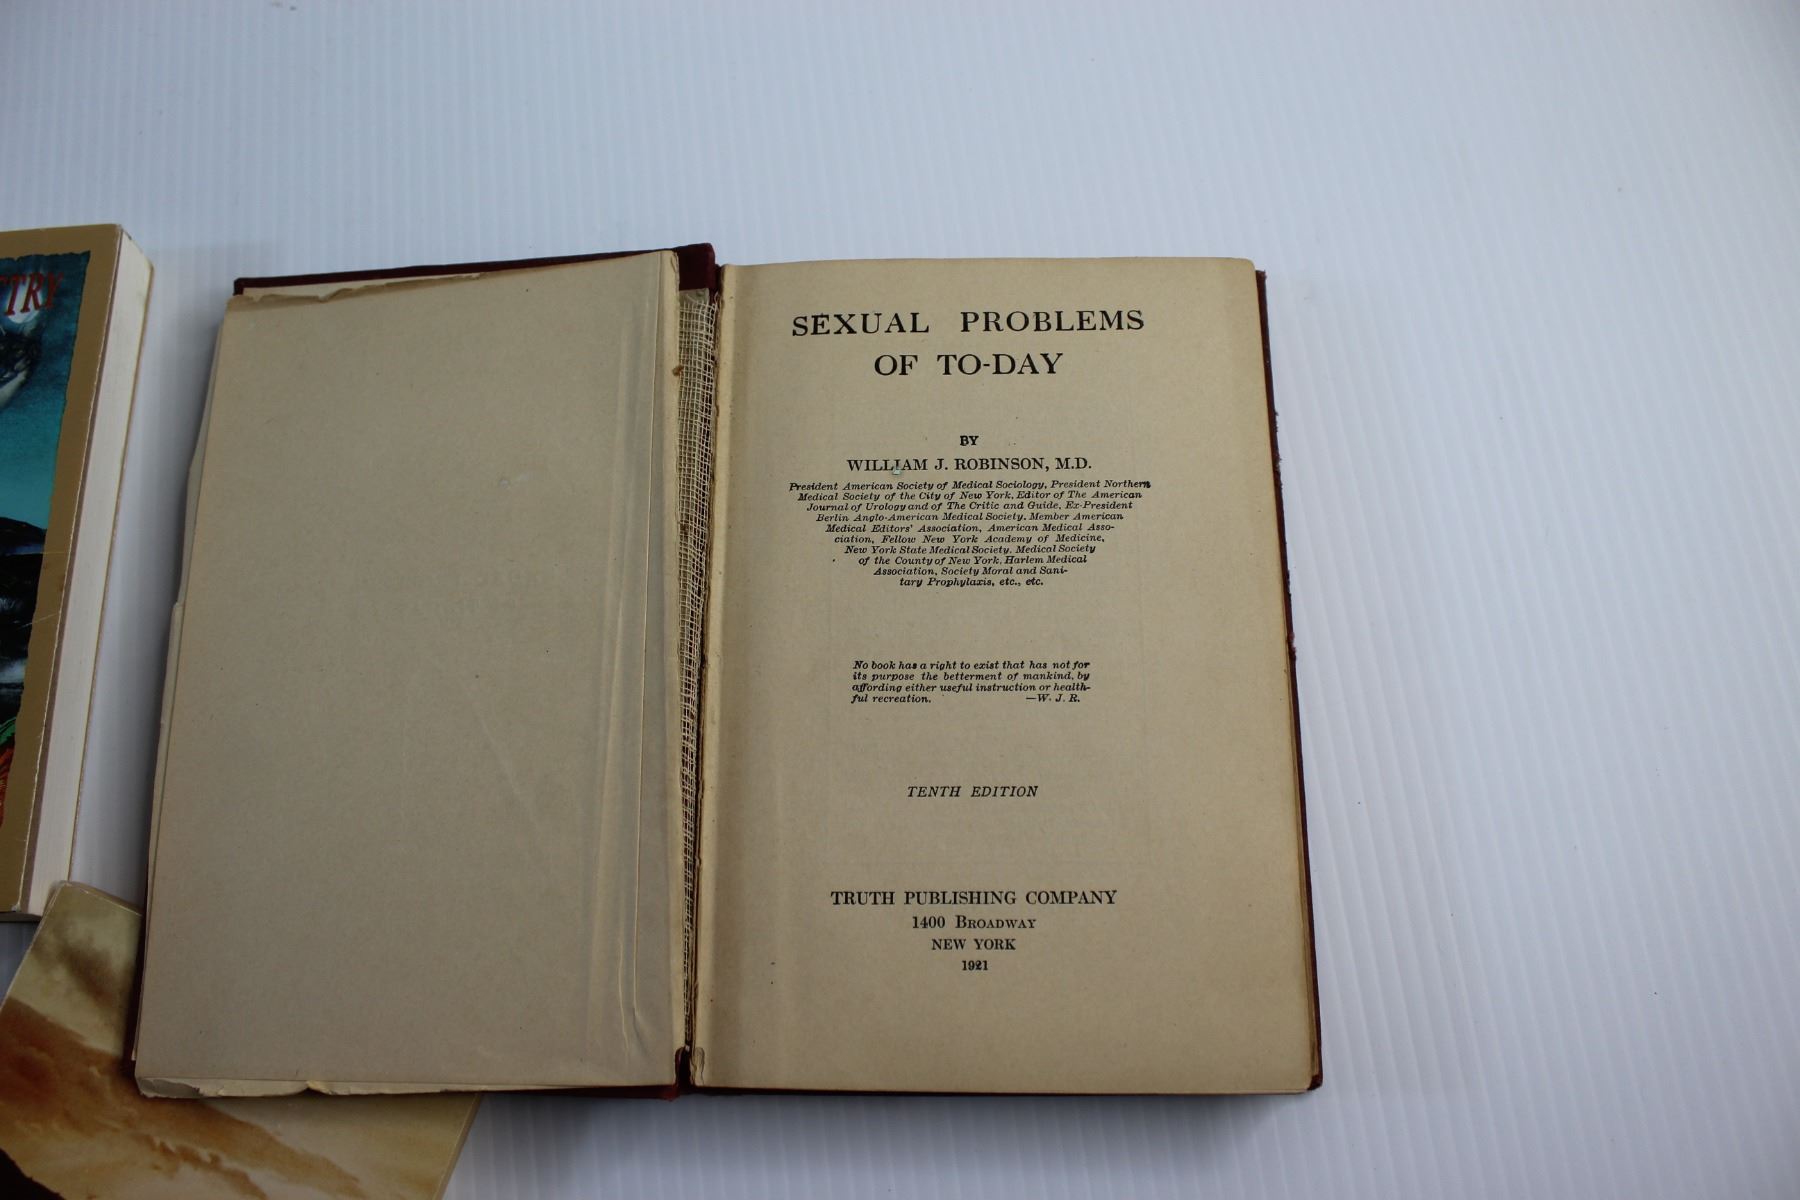 SEXUAL PROBLEMS
OF TO-DAY
BY
WILLIAM J. ROBINSON, M.D.
President American Society of Medical Sociology, President Northern
Medical Society of the City of New York, Editor of The American
Journal of Urology and of The Critic and Guide, Ex-President
Berlin Anglo-American Medical Society, Member American
Medical Editors' Association, American Medical Asso-
ciation, Fellow New York Academy of Medicine,
New York State Medical Society, Medical Society
of the County of New York, Harlem Medical
Association, Society Moral and Sani-
tary Prophylaxis, etc., etc.
No book has a right to exist that has not for
its purpose the betterment of mankind, by
affording either useful instruction or health-
ful recreation. —W. J. R.
TENTH EDITION
TRUTH PUBLISHING COMPANY
1400 BROADWAY
NEW YORK
1921